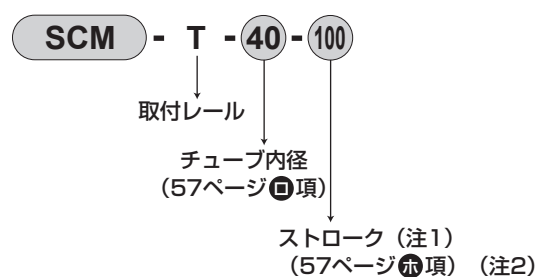 SCM - T - 40 - 100
取付レール
チューブ内径
(57ページロ項)
ストローク(注1)
(57ページホ項)(注2)